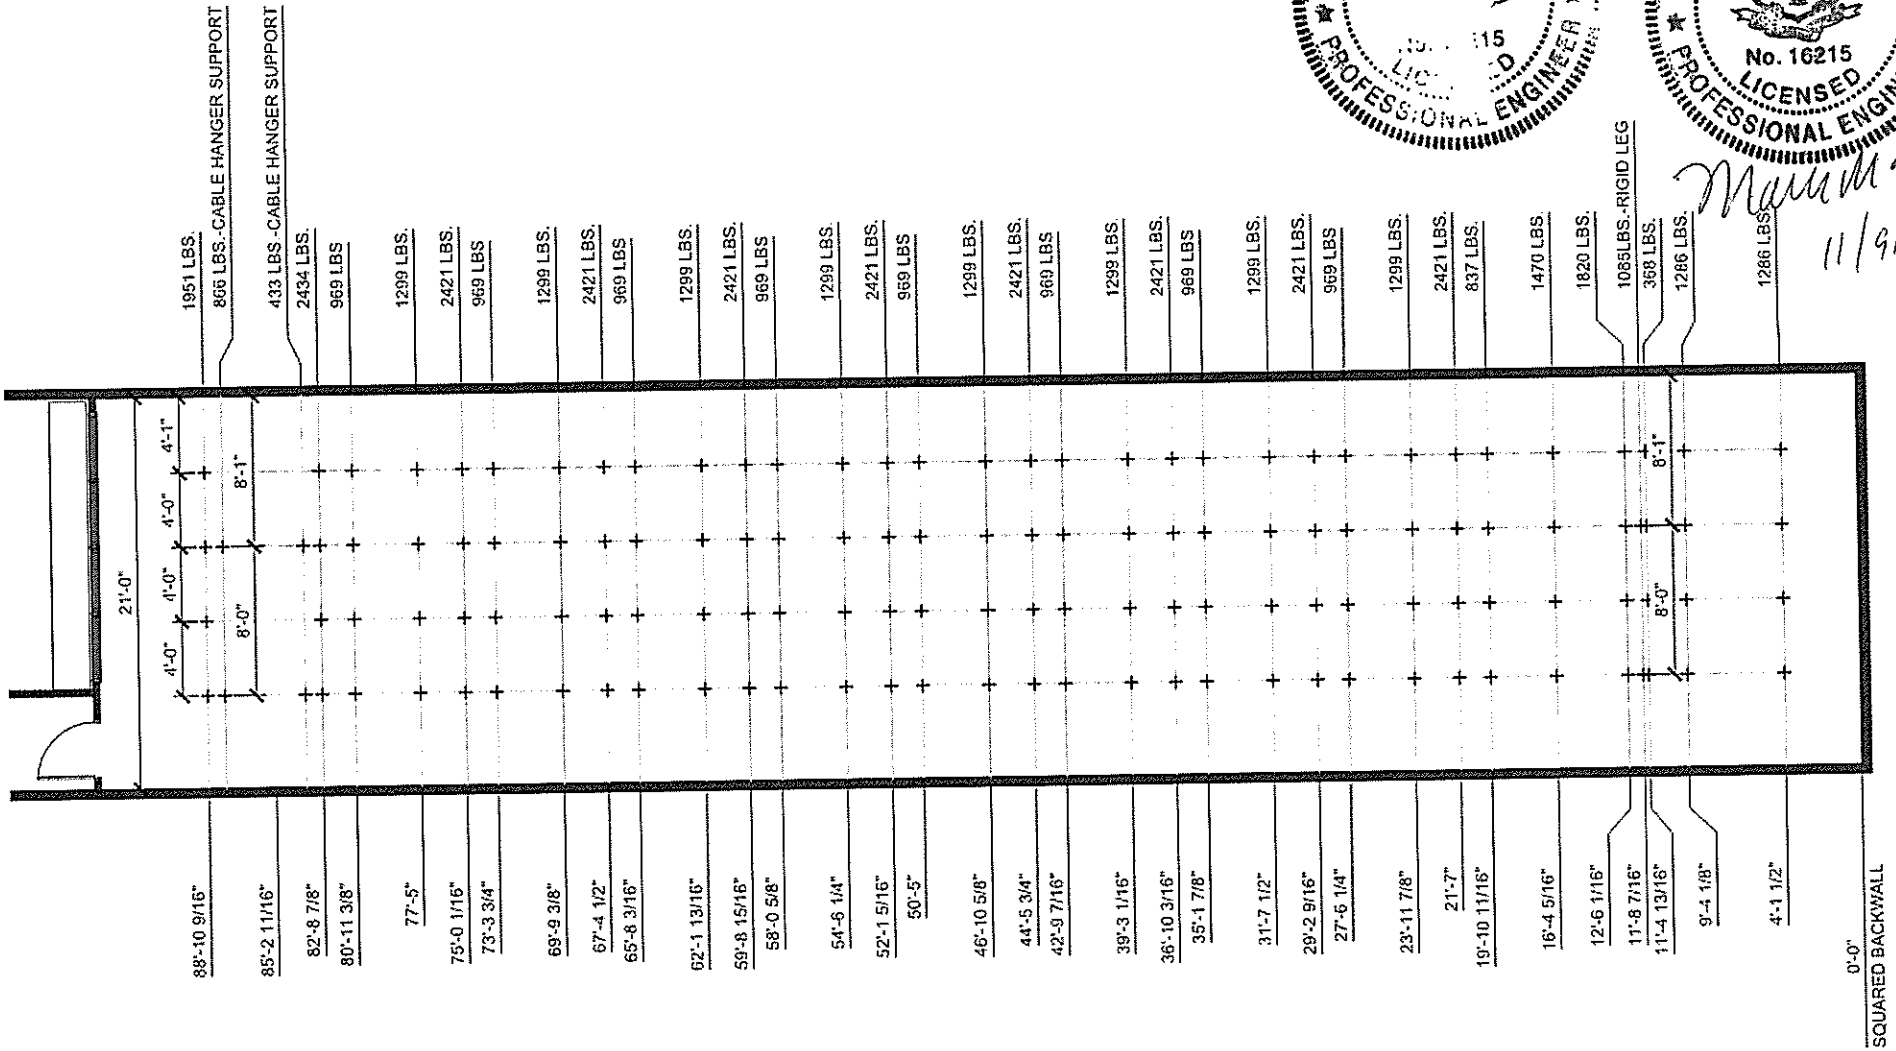 1951 LBS.
866 LBS.-CABLE HANGER SUPPORT
433 LBS.-CABLE HANGER SUPPORT
2434 LBS.
969 LBS
1299 LBS.
2421 LBS.
969 LBS
1299 LBS.
2421 LBS.
969 LBS
1299 LBS.
2421 LBS.
969 LBS
1299 LBS.
2421 LBS.
969 LBS
1299 LBS.
2421 LBS.
969 LBS
1299 LBS.
2421 LBS.
969 LBS
1299 LBS.
2421 LBS.
969 LBS
1299 LBS.
2421 LBS.
837 LBS.
1470 LBS.
1820 LBS.
1085LBS.-RIGID LEG
368 LBS.
1286 LBS.
1286 LBS.
15
PROFESSIONAL ENGINEER
No. 16215
LICENSED
PROFESSIONAL
11/9
4'-1"
4'-0"
4'-0"
4'-0"
8'-1"
8'-0"
21'-0"
8'-1"
8'-0"
88'-10 9/16"
85'-2 11/16"
82'-8 7/8"
80'-11 3/8"
77'-5"
75'-0 1/16"
73'-3 3/4"
69'-9 3/8"
67'-4 1/2"
65'-8 3/16"
62'-1 13/16"
59'-8 15/16"
58'-0 5/8"
54'-6 1/4"
52'-1 5/16"
50'-5"
46'-10 5/8"
44'-5 3/4"
42'-9 7/16"
39'-3 1/16"
36'-10 3/16"
35'-1 7/8"
31'-7 1/2"
29'-2 9/16"
27'-6 1/4"
23'-11 7/8"
21'-7"
19'-10 11/16"
16'-4 5/16"
12'-6 1/16"
11'-8 7/16"
11'-4 13/16"
9'-4 1/8"
4'-1 1/2"
0'-0"
SQUARED BACKWALL